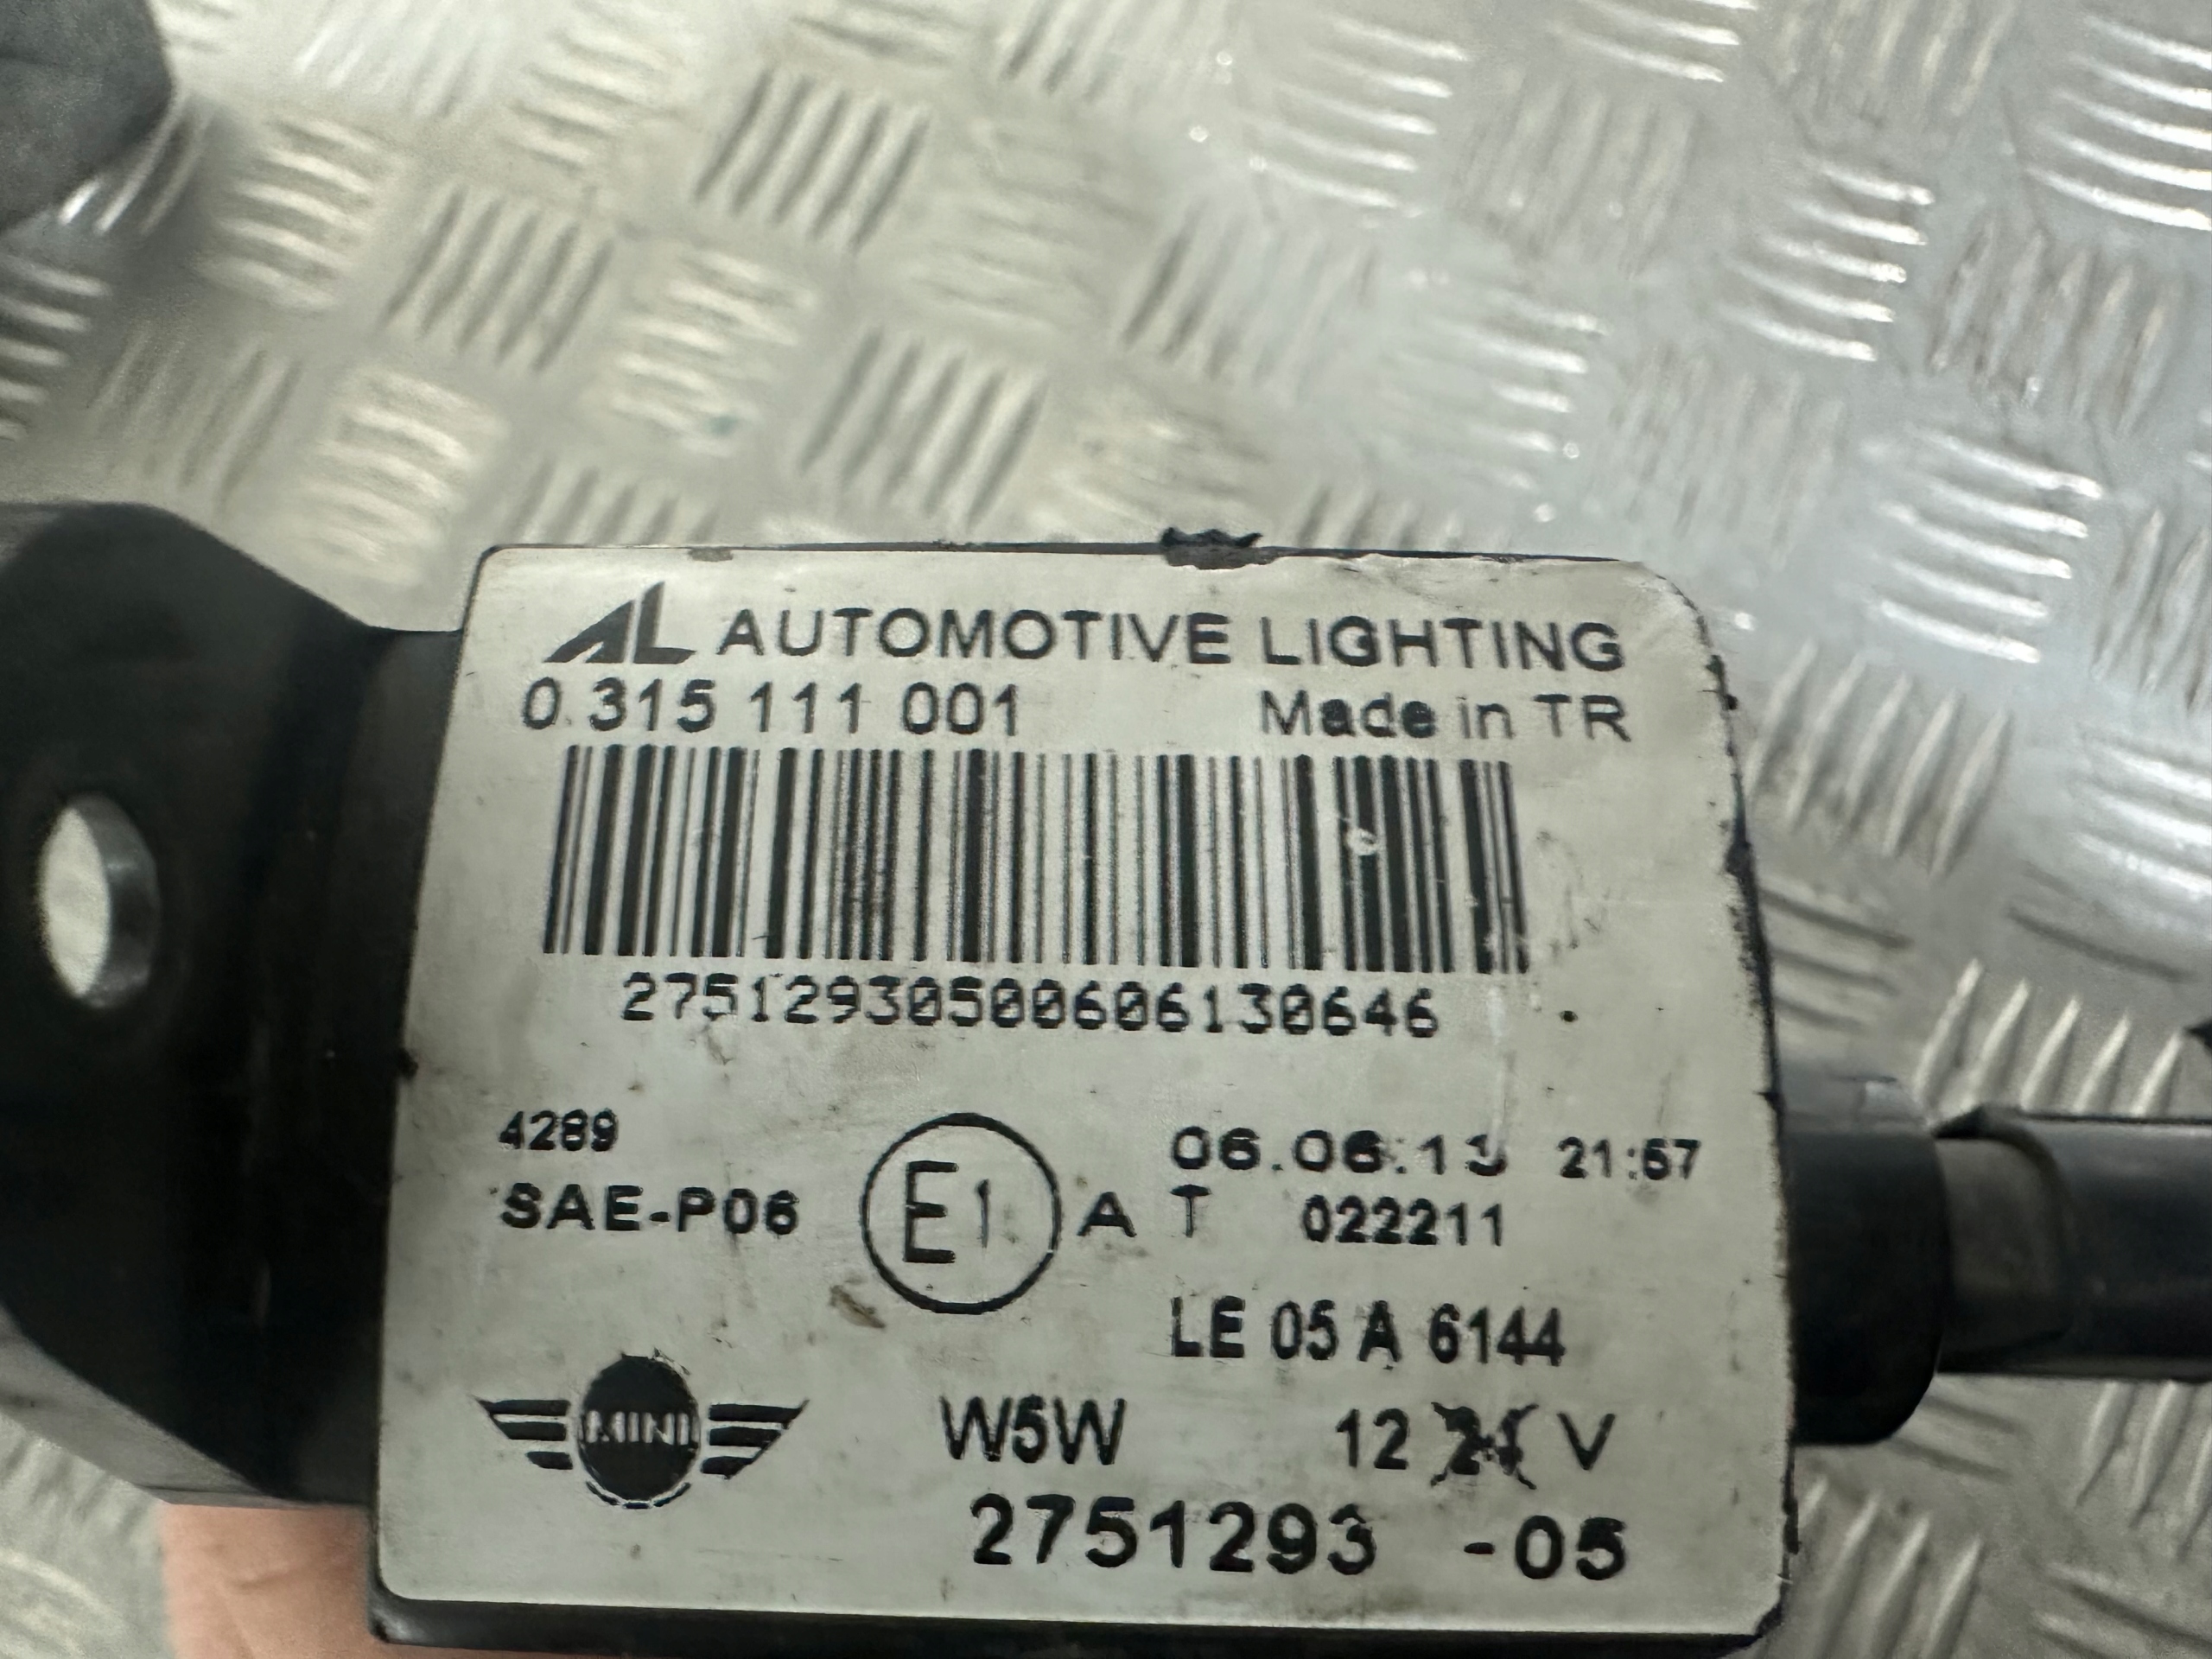 AL AUTOMOTIVE LIGHTING
0 315 111 001 Made in TR
27512930500606130646
4289 06.06.13 21:57
SAE-P06 E1 A T 022211
LE 05 A 6144
MINI W5W 12 V
2751293 -05